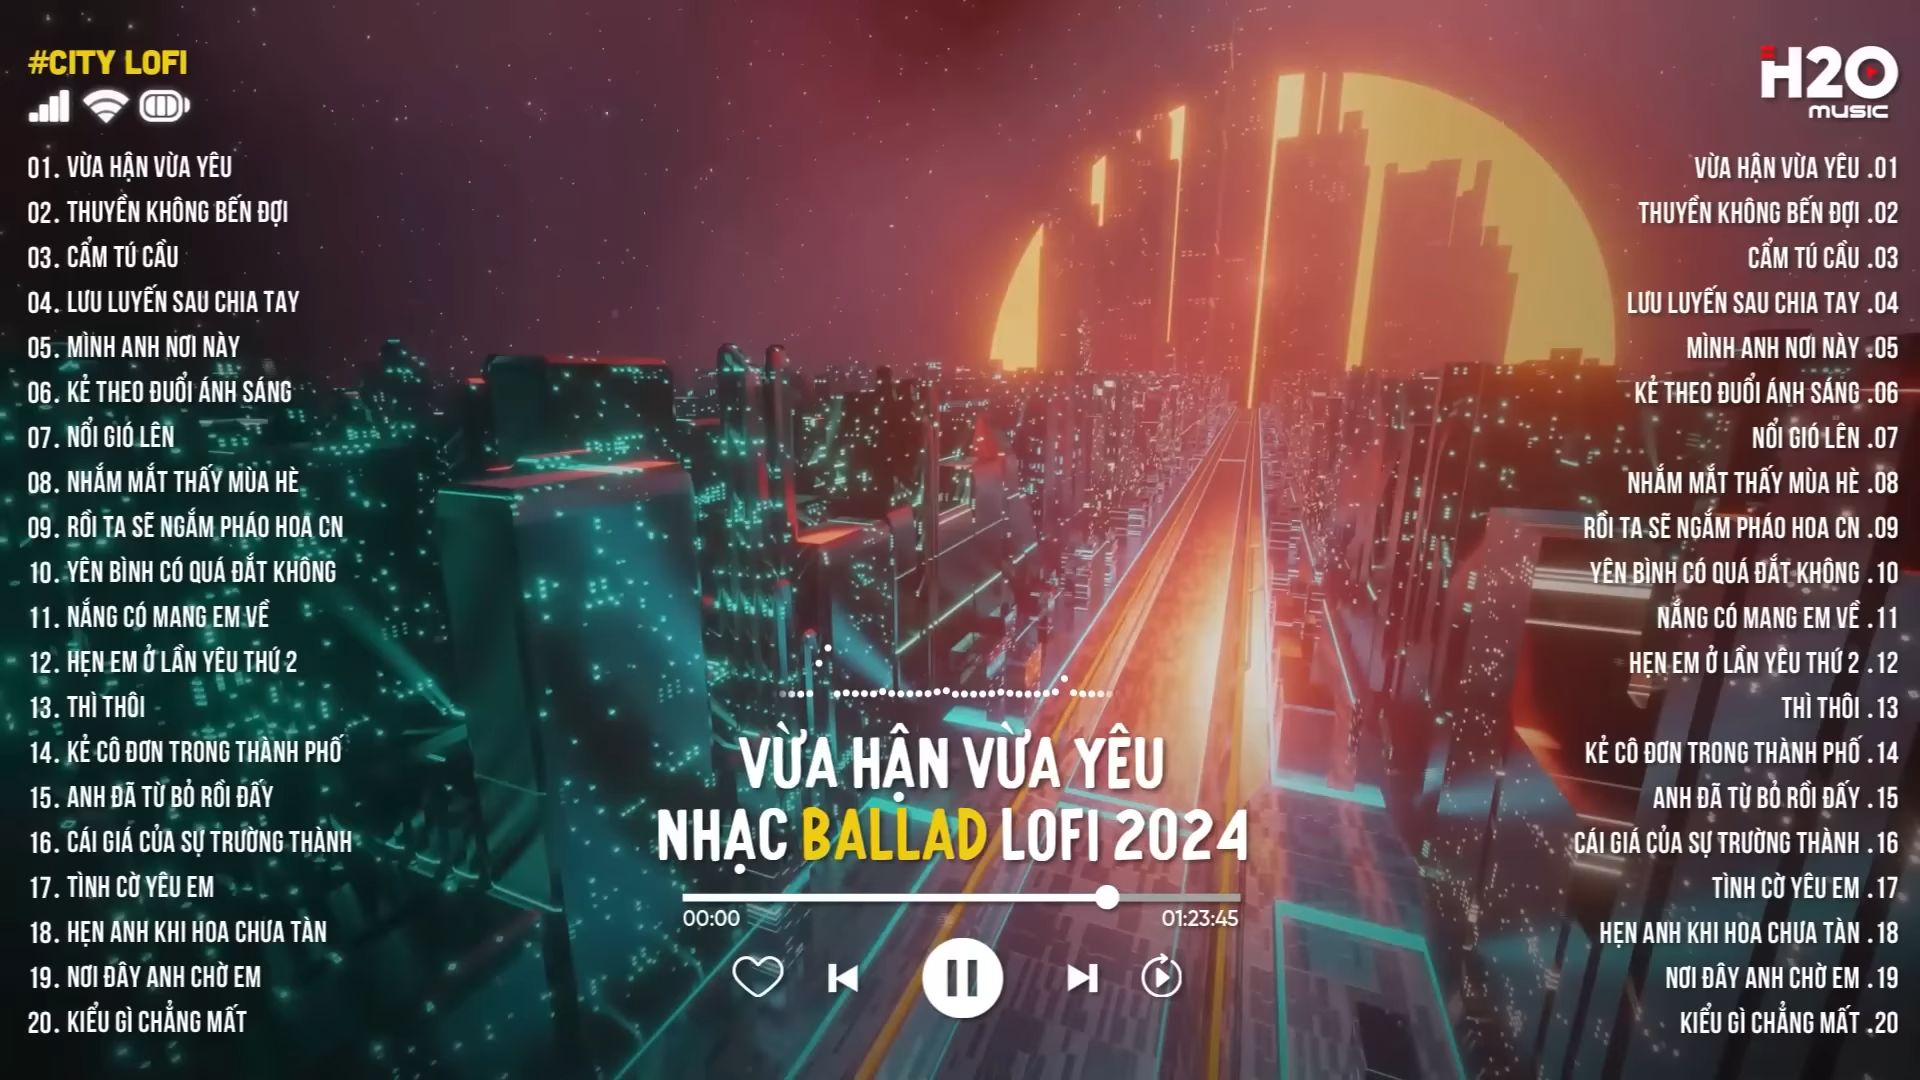 #CITY LOFI
H2O
MUSIC
01. VỪA HẬN VỪA YÊU
02. THUYỀN KHÔNG BẾN ĐỢI
03. CẨM TÚ CẦU
04. LƯU LUYẾN SAU CHIA TAY
05. MÌNH ANH NƠI NÀY
06. KẺ THEO ĐUỔI ÁNH SÁNG
07. NỔI GIÓ LÊN
08. NHẮM MẮT THẤY MÙA HÈ
09. RỒI TA SẼ NGẮM PHÁO HOA CN
10. YÊN BÌNH CÓ QUÁ ĐẮT KHÔNG
11. NẮNG CÓ MANG EM VỀ
12. HẸN EM Ở LẦN YÊU THỨ 2
13. THÌ THÔI
14. KẺ CÔ ĐƠN TRONG THÀNH PHỐ
15. ANH ĐÃ TỪ BỎ RỒI ĐẤY
16. CÁI GIÁ CỦA SỰ TRƯỜNG THÀNH
17. TÌNH CỜ YÊU EM
18. HẸN ANH KHI HOA CHƯA TÀN
19. NƠI ĐÂY ANH CHỜ EM
20. KIỂU GÌ CHẲNG MẤT
VỪA HẬN VỪA YÊU .01
THUYỀN KHÔNG BẾN ĐỢI .02
CẨM TÚ CẦU .03
LƯU LUYẾN SAU CHIA TAY .04
MÌNH ANH NƠI NÀY .05
KẺ THEO ĐUỔI ÁNH SÁNG .06
NỔI GIÓ LÊN .07
NHẮM MẮT THẤY MÙA HÈ .08
RỒI TA SẼ NGẮM PHÁO HOA CN .09
YÊN BÌNH CÓ QUÁ ĐẮT KHÔNG .10
NẮNG CÓ MANG EM VỀ .11
HẸN EM Ở LẦN YÊU THỨ 2 .12
THÌ THÔI .13
KẺ CÔ ĐƠN TRONG THÀNH PHỐ .14
ANH ĐÃ TỪ BỎ RỒI ĐẤY .15
CÁI GIÁ CỦA SỰ TRƯỜNG THÀNH .16
TÌNH CỜ YÊU EM .17
HẸN ANH KHI HOA CHƯA TÀN .18
NƠI ĐÂY ANH CHỜ EM .19
KIỂU GÌ CHẲNG MẤT .20
VỪA HẬN VỪA YÊU
NHẠC BALLAD LOFI 2024
00:00
01:23:45